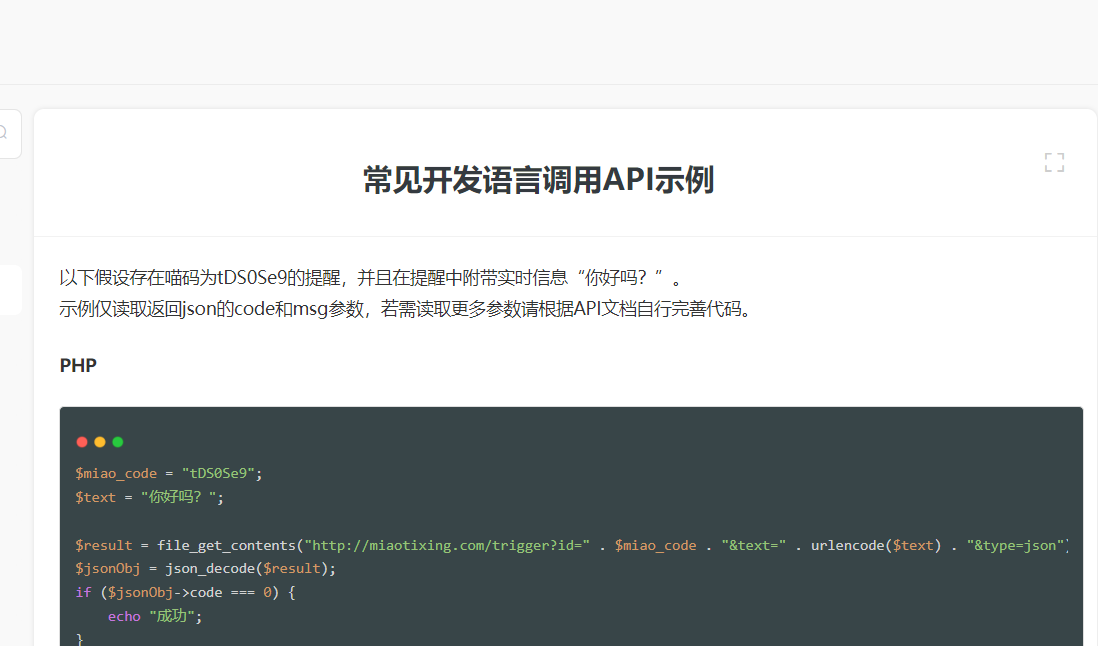 常见开发语言调用API示例
以下假设存在喵码为tDS0Se9的提醒，并且在提醒中附带实时信息“你好吗？”。
示例仅读取返回json的code和msg参数，若需读取更多参数请根据API文档自行完善代码。
PHP
$miao_code = "tDS0Se9";
$text = "你好吗？";
$result = file_get_contents("http://miaotixing.com/trigger?id=" . $miao_code . "&text=" . urlencode($text) . "&type=json")
$jsonObj = json_decode($result);
if ($jsonObj->code === 0) {
    echo "成功";
}